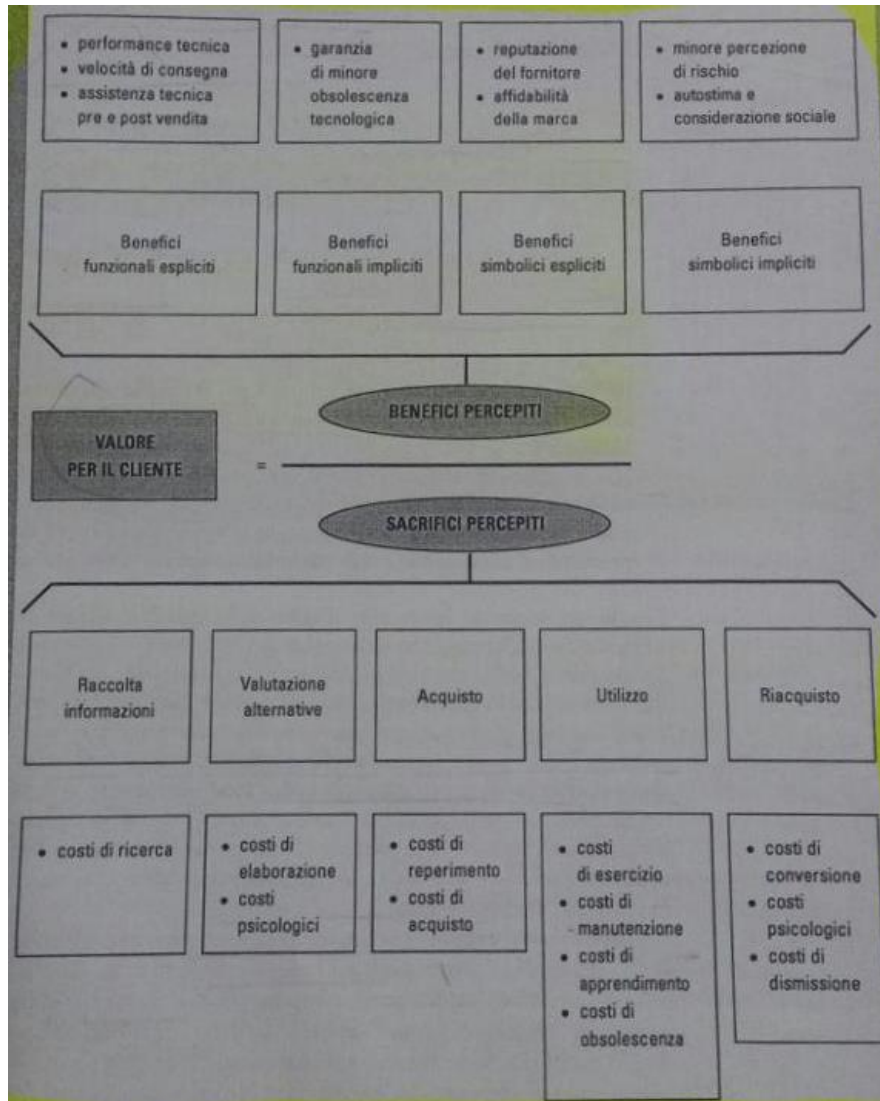 • performance tecnica
• velocità di consegna
• assistenza tecnica
pre e post vendita
• garanzia
di minore
obsolescenza
tecnologica
• reputazione
del fornitore
• affidabilità
della marca
• minore percezione
di rischio
• autostima e
considerazione sociale
Benefici
funzionali espliciti
Benefici
funzionali impliciti
Benefici
simbolici espliciti
Benefici
simbolici impliciti
BENEFICI PERCEPITI
VALORE
PER IL CLIENTE
=
SACRIFICI PERCEPITI
Raccolta
informazioni
Valutazione
alternative
Acquisto
Utilizzo
Riacquisto
• costi di ricerca
• costi di
elaborazione
• costi
psicologici
• costi di
reperimento
• costi di
acquisto
• costi
di esercizio
• costi di
manutenzione
• costi di
apprendimento
• costi di
obsolescenza
• costi di
conversione
• costi
psicologici
• costi di
dismissione